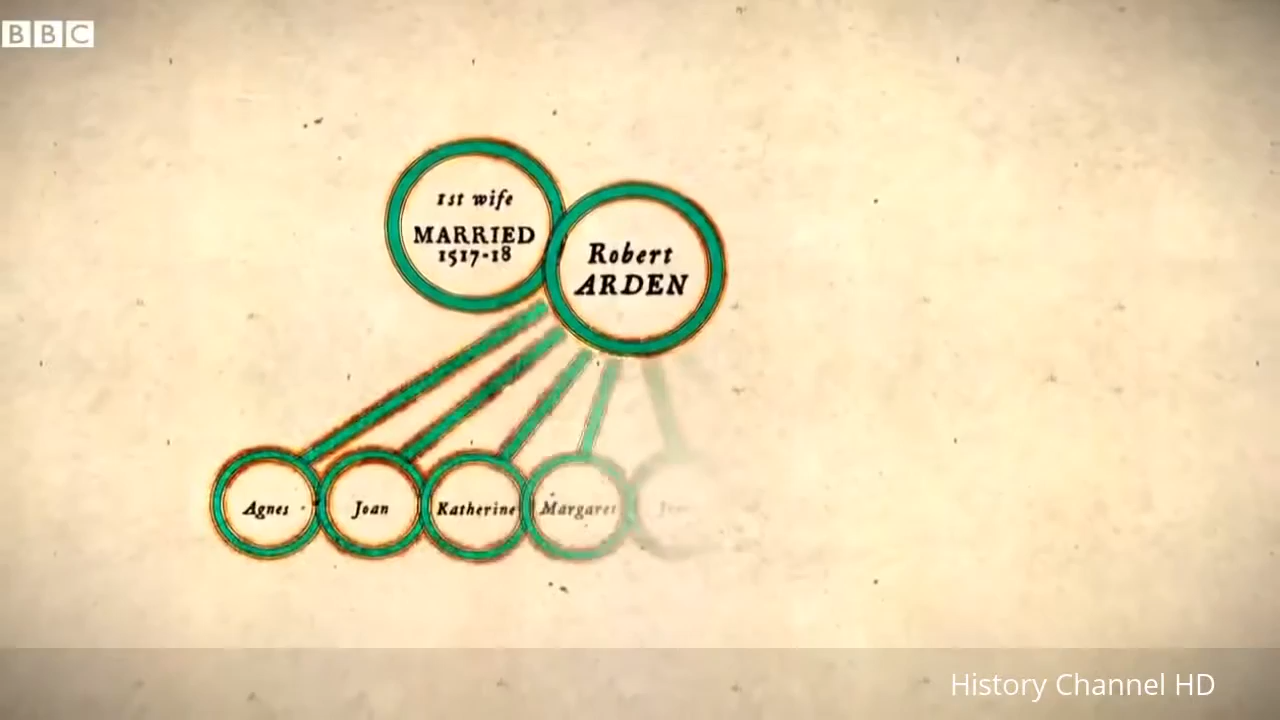 BBC
1st wife
MARRIED
1517-18
Robert
ARDEN
Agnes
Joan
Katherine
Margaret
History Channel HD